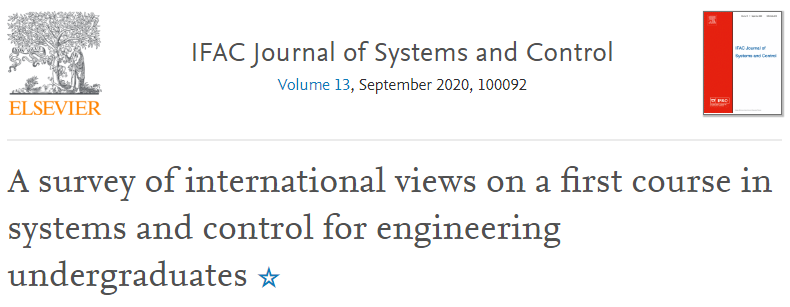 IFAC Journal of Systems and Control
Volume 13, September 2020, 100092
ELSEVIER
IFAC Journal of
Systems and Control
A survey of international views on a first course in
systems and control for engineering
undergraduates